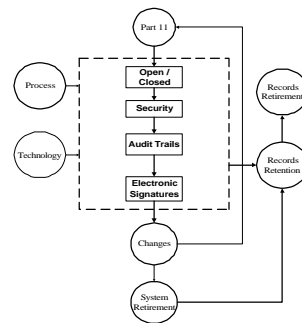 Part 11
Open /
Closed
Process
Security
Records
Retirement
Audit Trails
Technology
Records
Retention
Electronic
Signatures
Changes
System
Retirement